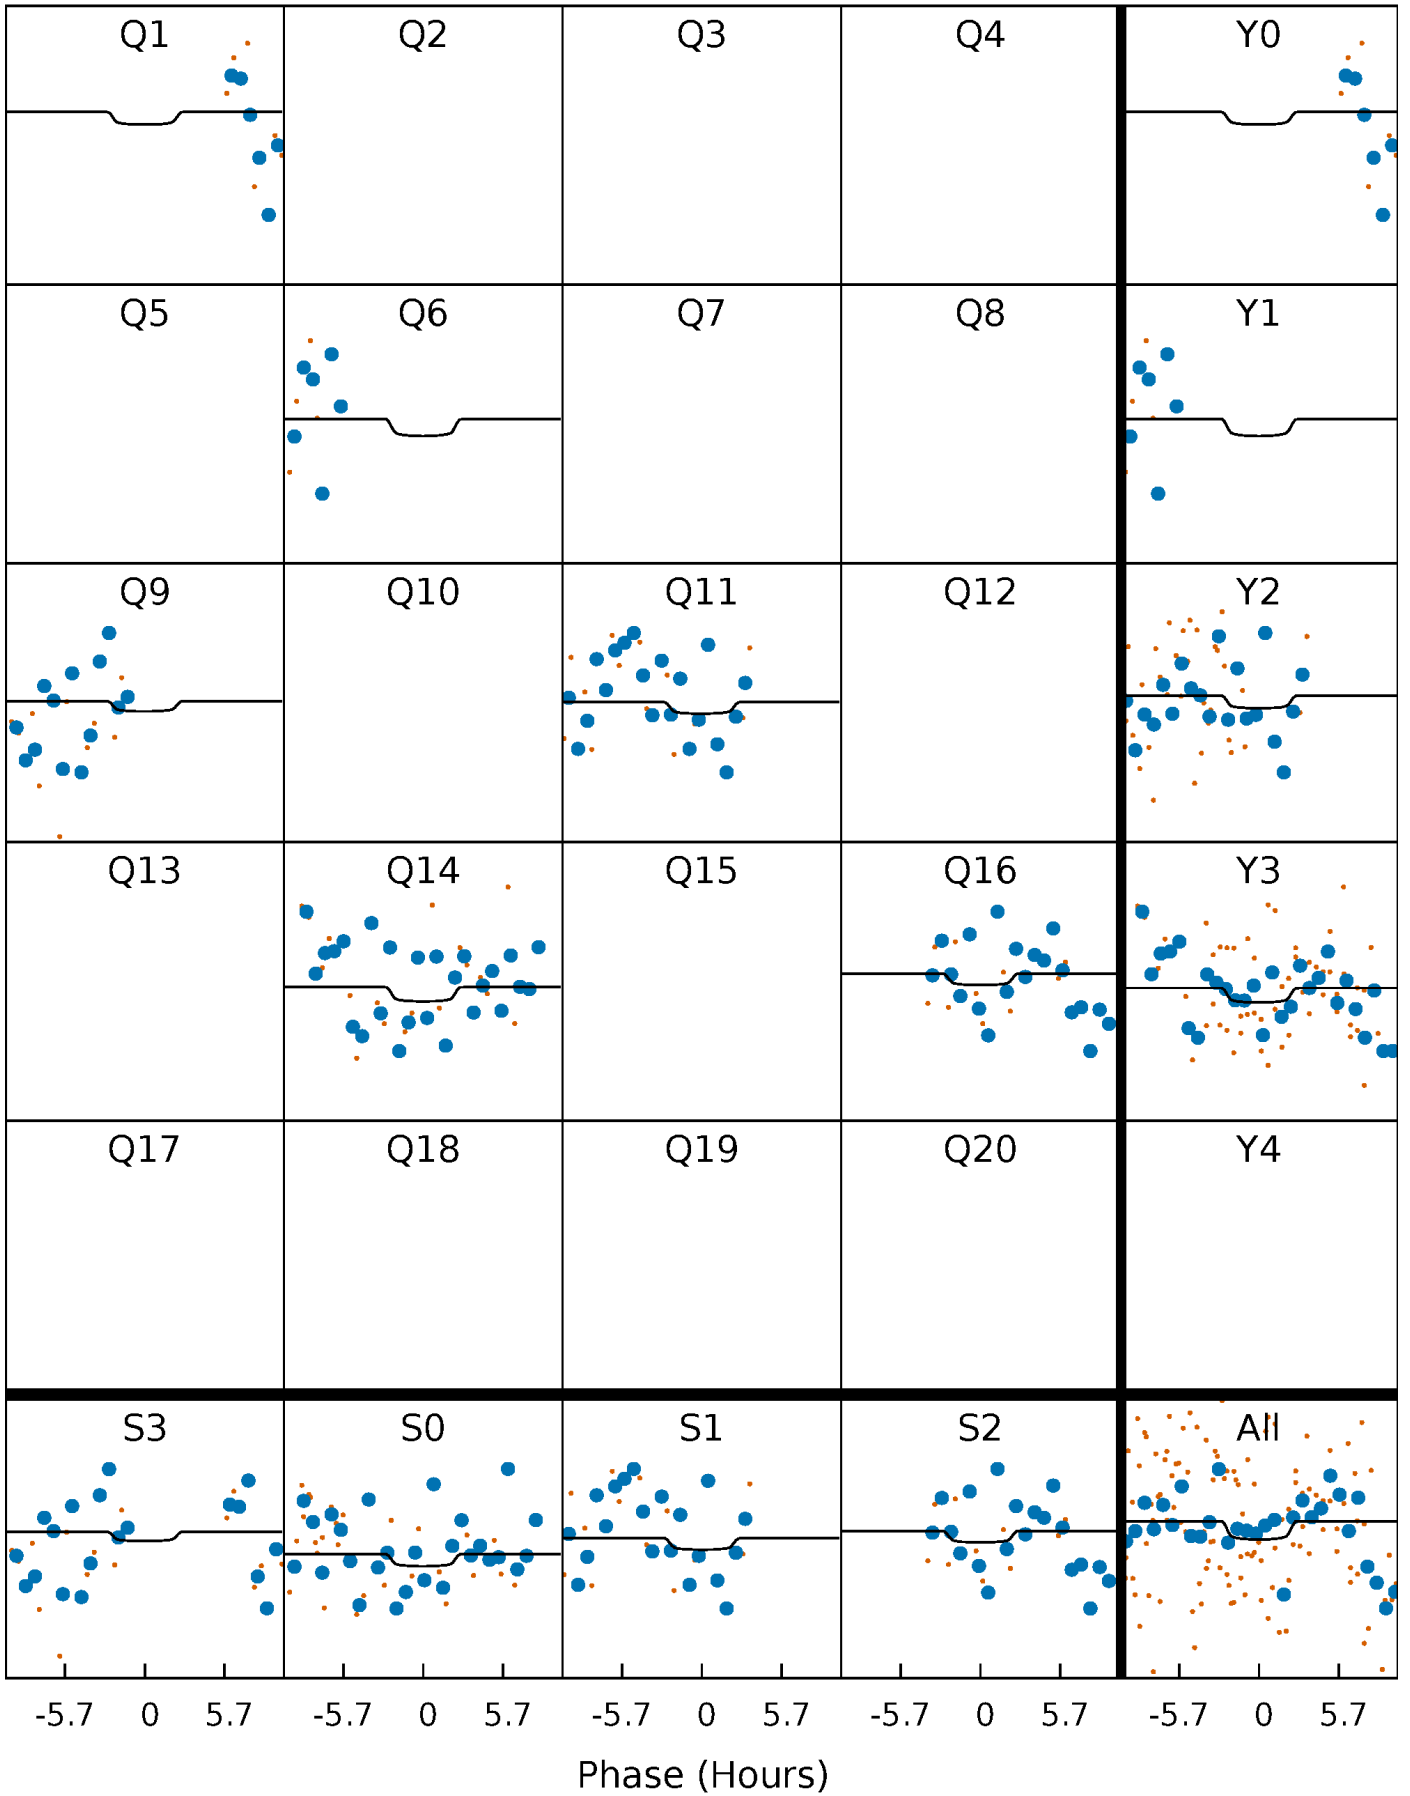 Q1 Q2 Q3 Q4 Y0
Q5 Q6 Q7 Q8 Y1
Q9 Q10 Q11 Q12 Y2
Q13 Q14 Q15 Q16 Y3
Q17 Q18 Q19 Q20 Y4
S3 S0 S1 S2 All
-5.7 0 5.7 -5.7 0 5.7 -5.7 0 5.7 -5.7 0 5.7 -5.7 0 5.7
Phase (Hours)